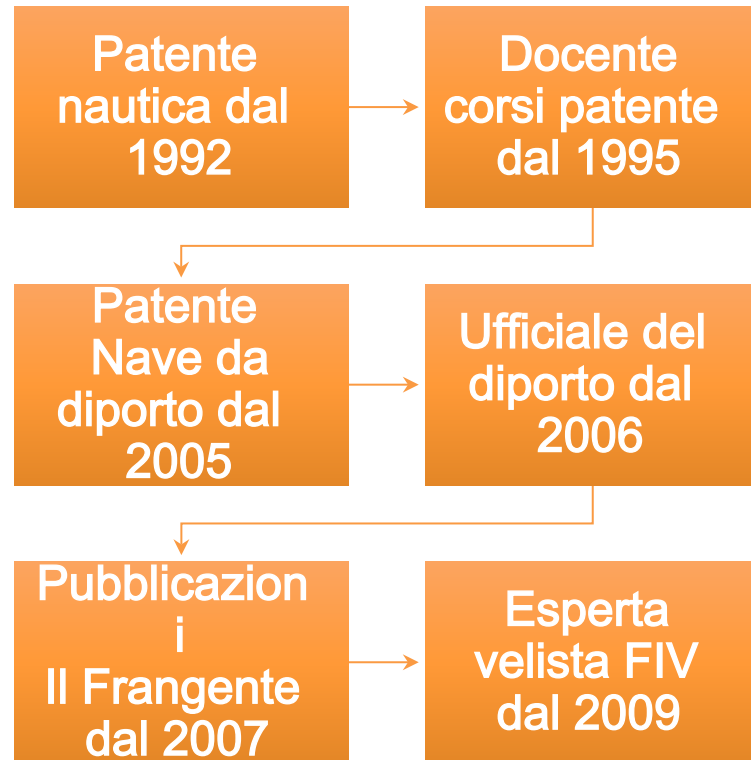 Patente
nautica dal
1992
Docente
corsi patente
dal 1995
Patente
Nave da
diporto dal
2005
Ufficiale del
diporto dal
2006
Pubblicazion
i
Il Frangente
dal 2007
Esperta
velista FIV
dal 2009